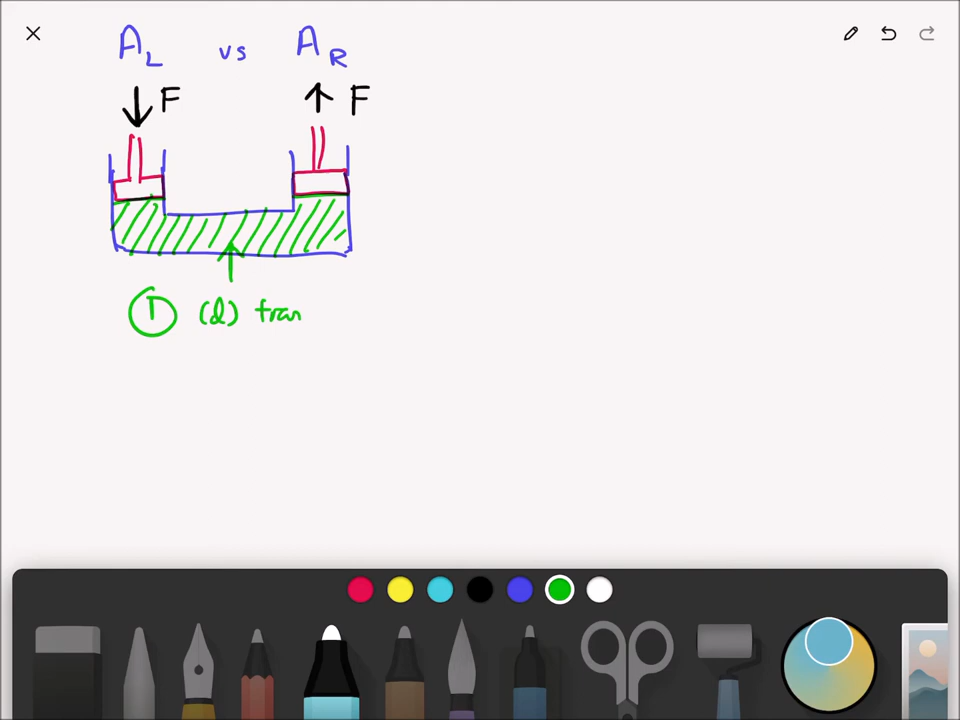 A_L vs A_R
F F
① (d) tran